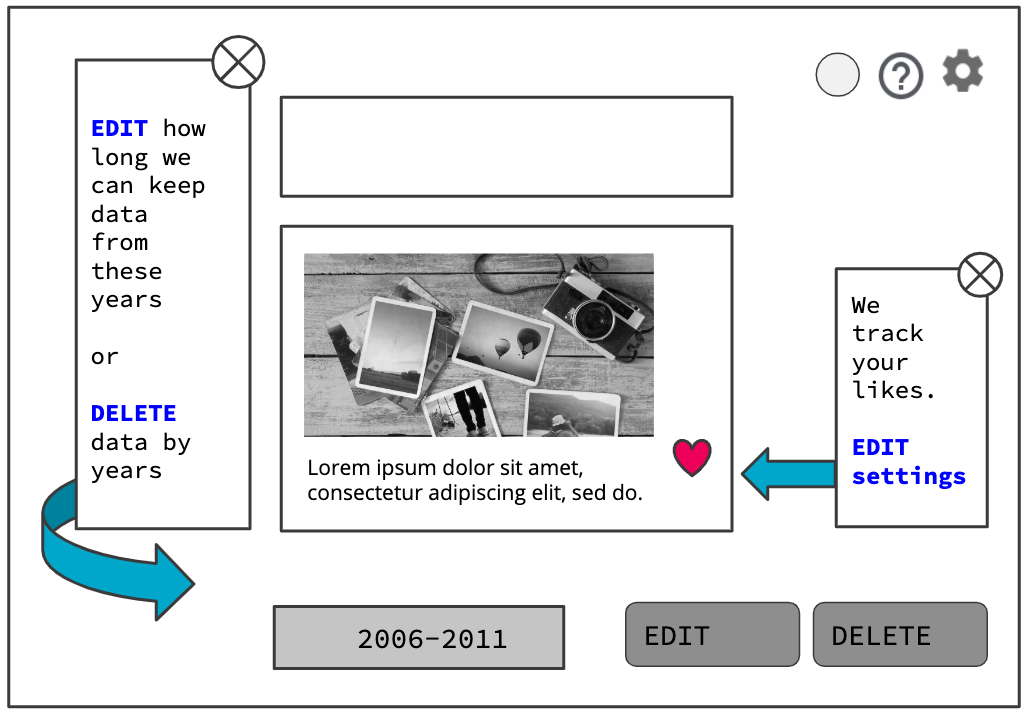 EDIT how
long we
can keep
data
from
these
years
or
DELETE
data by
years
Lorem ipsum dolor sit amet,
consectetur adipiscing elit, sed do.
We
track
your
likes.
EDIT
settings
2006-2011
EDIT
DELETE
?